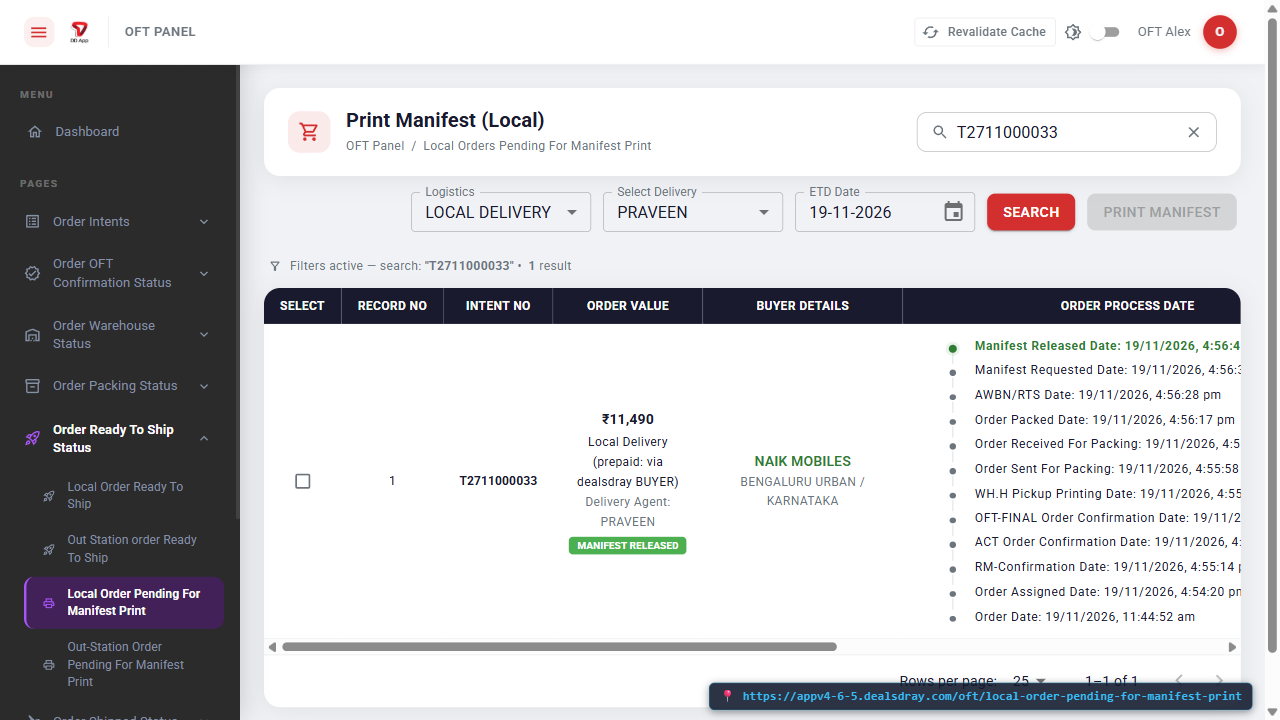 DD App
OFT PANEL
Revalidate Cache
OFT Alex
O
MENU
Dashboard
PAGES
Order Intents
Order OFT
Confirmation Status
Order Warehouse
Status
Order Packing Status
Order Ready To Ship
Status
Local Order Ready To
Ship
Out Station order Ready
To Ship
Local Order Pending For
Manifest Print
Out-Station Order
Pending For Manifest
Print
Order Shipped Status
Print Manifest (Local)
OFT Panel / Local Orders Pending For Manifest Print
T2711000033
Logistics
LOCAL DELIVERY
Select Delivery
PRAVEEN
ETD Date
19-11-2026
SEARCH
PRINT MANIFEST
Filters active — search: "T2711000033" • 1 result
SELECT RECORD NO INTENT NO ORDER VALUE BUYER DETAILS ORDER PROCESS DATE
1
T2711000033
₹11,490
Local Delivery
(prepaid: via
dealsdray BUYER)
Delivery Agent:
PRAVEEN
MANIFEST RELEASED
NAIK MOBILES
BENGALURU URBAN /
KARNATAKA
Manifest Released Date: 19/11/2026, 4:56:4
Manifest Requested Date: 19/11/2026, 4:56:3
AWBN/RTS Date: 19/11/2026, 4:56:28 pm
Order Packed Date: 19/11/2026, 4:56:17 pm
Order Received For Packing: 19/11/2026, 4:5
Order Sent For Packing: 19/11/2026, 4:55:58
WH.H Pickup Printing Date: 19/11/2026, 4:55
OFT-FINAL Order Confirmation Date: 19/11/2
ACT Order Confirmation Date: 19/11/2026, 4:
RM-Confirmation Date: 19/11/2026, 4:55:14 p
Order Assigned Date: 19/11/2026, 4:54:20 pm
Order Date: 19/11/2026, 11:44:52 am
Rows per page: 25 1–1 of 1
https://appv4-6-5.dealsdray.com/oft/local-order-pending-for-manifest-print